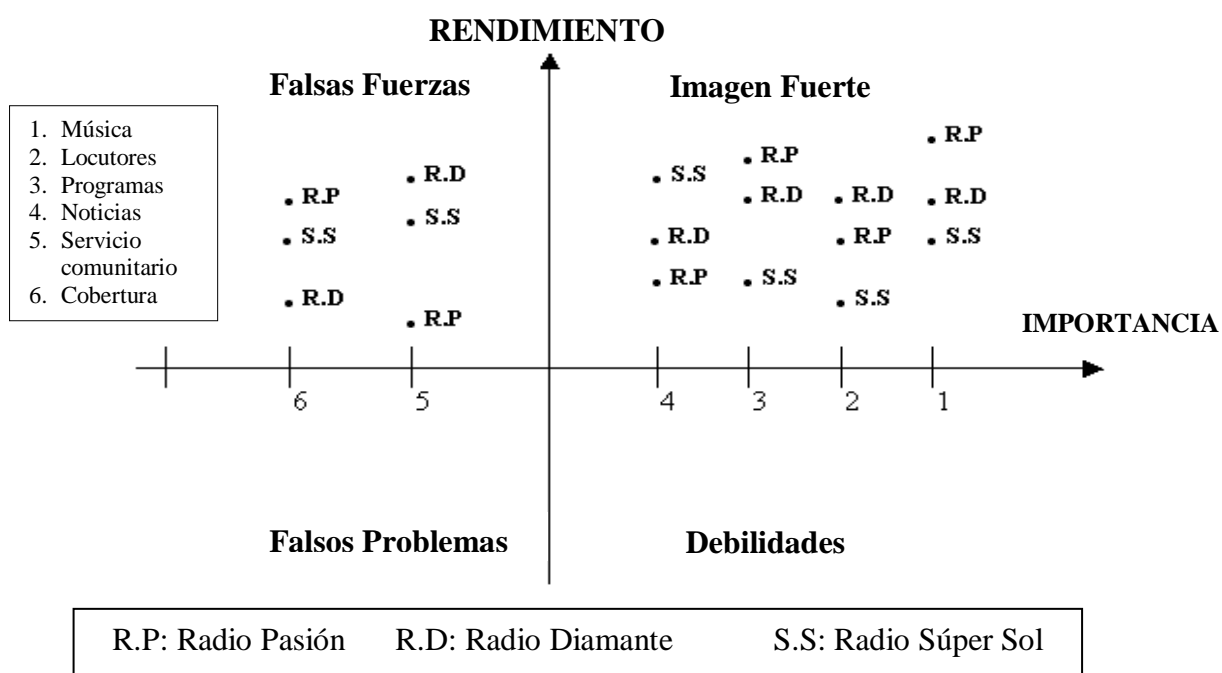 RENDIMIENTO
Falsas Fuerzas
Imagen Fuerte
1. Música
2. Locutores
3. Programas
4. Noticias
5. Servicio
comunitario
6. Cobertura
R.P
S.S
R.D
R.D
S.S
R.P
S.S
R.D
R.P
R.P
R.D
S.S
R.D
R.P
S.S
R.P
R.D
S.S
IMPORTANCIA
6 5 4 3 2 1
Falsos Problemas
Debilidades
R.P: Radio Pasión R.D: Radio Diamante S.S: Radio Súper Sol